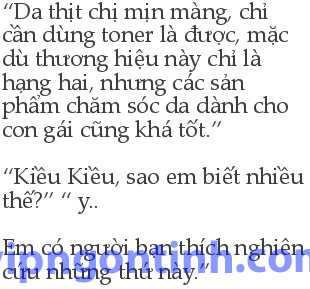 “Da thịt chị mịn màng, chỉ
cần dùng toner là được, mặc
dù thương hiệu này chỉ là
hạng hai, nhưng các sản
phẩm chăm sóc da dành cho
con gái cũng khá tốt.”
“Kiều Kiều, sao em biết nhiều
thế?” “ y..
Em có người bạn thích nghiên
cứu những thứ này.”
vipngontinh.com